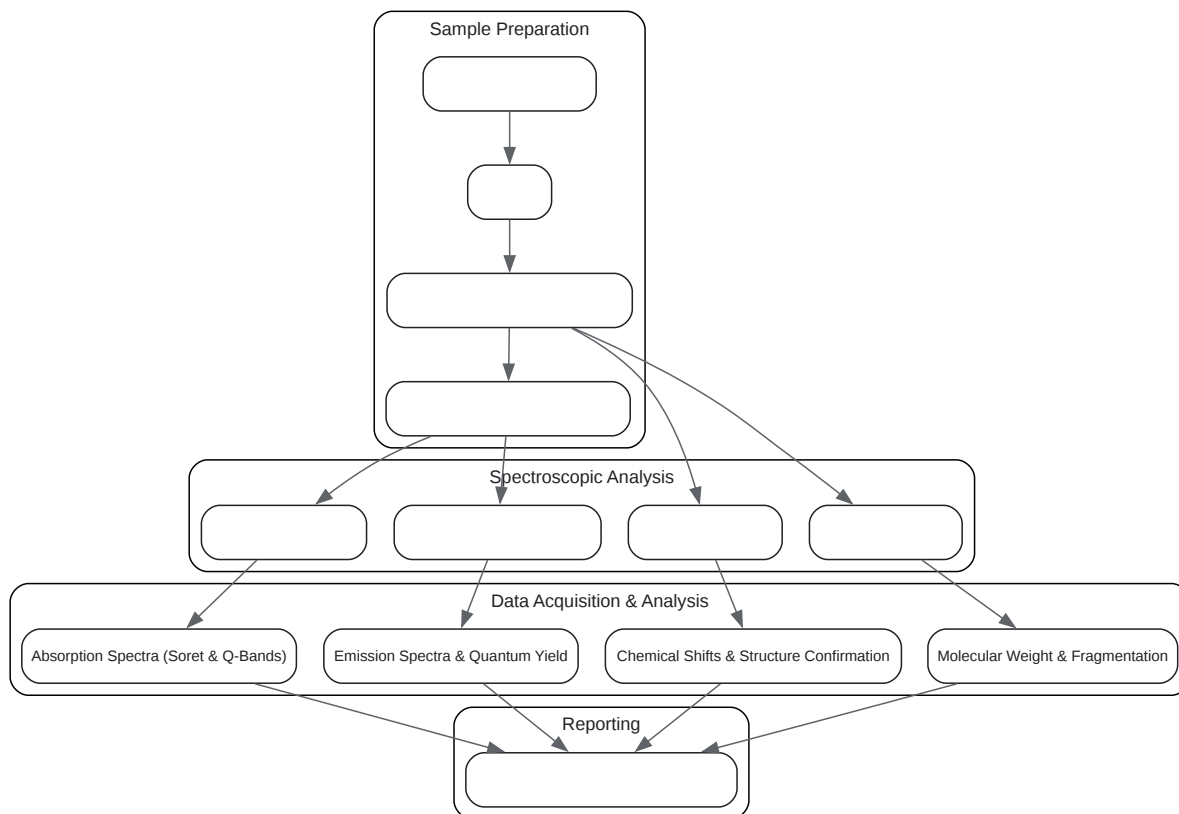 Sample Preparation
Spectroscopic Analysis
Data Acquisition & Analysis
Absorption Spectra (Soret & Q-Bands)
Emission Spectra & Quantum Yield
Chemical Shifts & Structure Confirmation
Molecular Weight & Fragmentation
Reporting